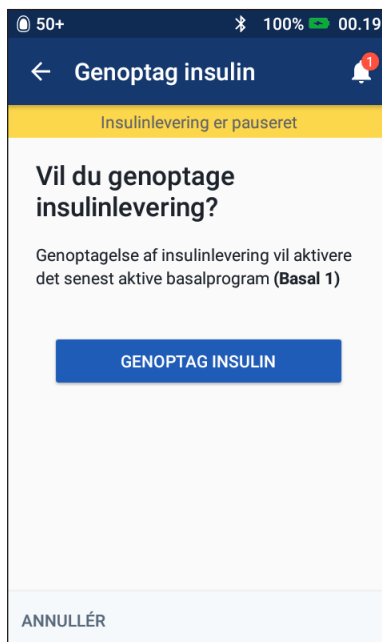 50+ 100% 00.19
Genoptag insulin 1
Insulinlevering er pauseret
Vil du genoptage
insulinlevering?
Genoptagelse af insulinlevering vil aktivere
det senest aktive basalprogram (Basal 1)
GENOPTAG INSULIN
ANNULLÉR